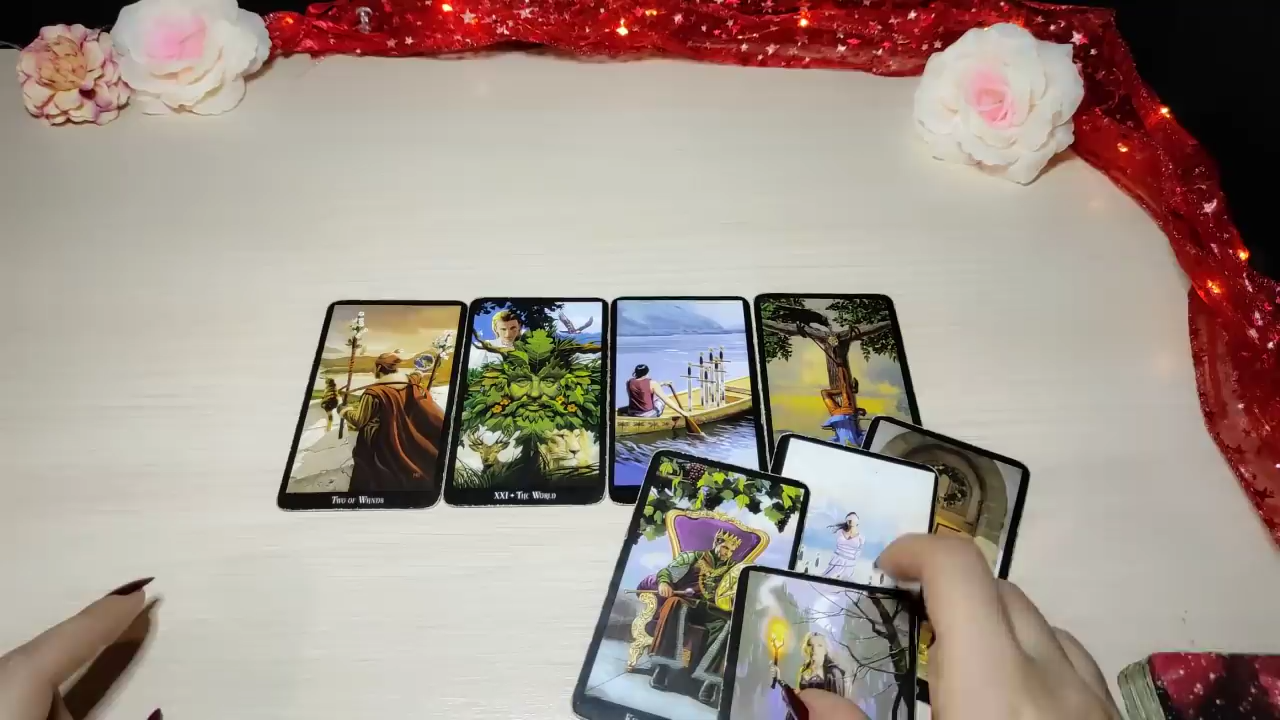 TWO OF WANDS
XXI • THE WORLD